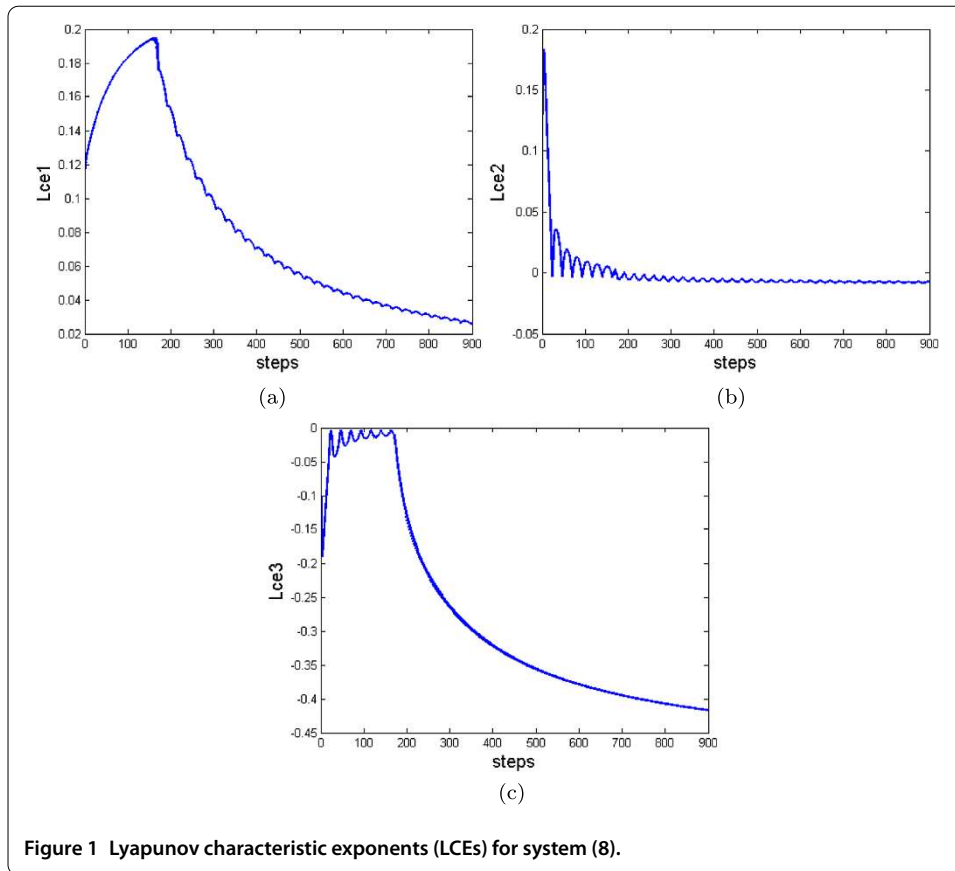 0.2
0.18
0.16
0.14
0.12
0.1
0.08
0.06
0.04
0.02
Lce1
0 100 200 300 400 500 600 700 800 900
steps
(a)
0.2
0.15
0.1
0.05
0
-0.05
Lce2
0 100 200 300 400 500 600 700 800 900
steps
(b)
0
-0.05
-0.1
-0.15
-0.2
-0.25
-0.3
-0.35
-0.4
-0.45
Lce3
0 100 200 300 400 500 600 700 800 900
steps
(c)
Figure 1 Lyapunov characteristic exponents (LCEs) for system (8).